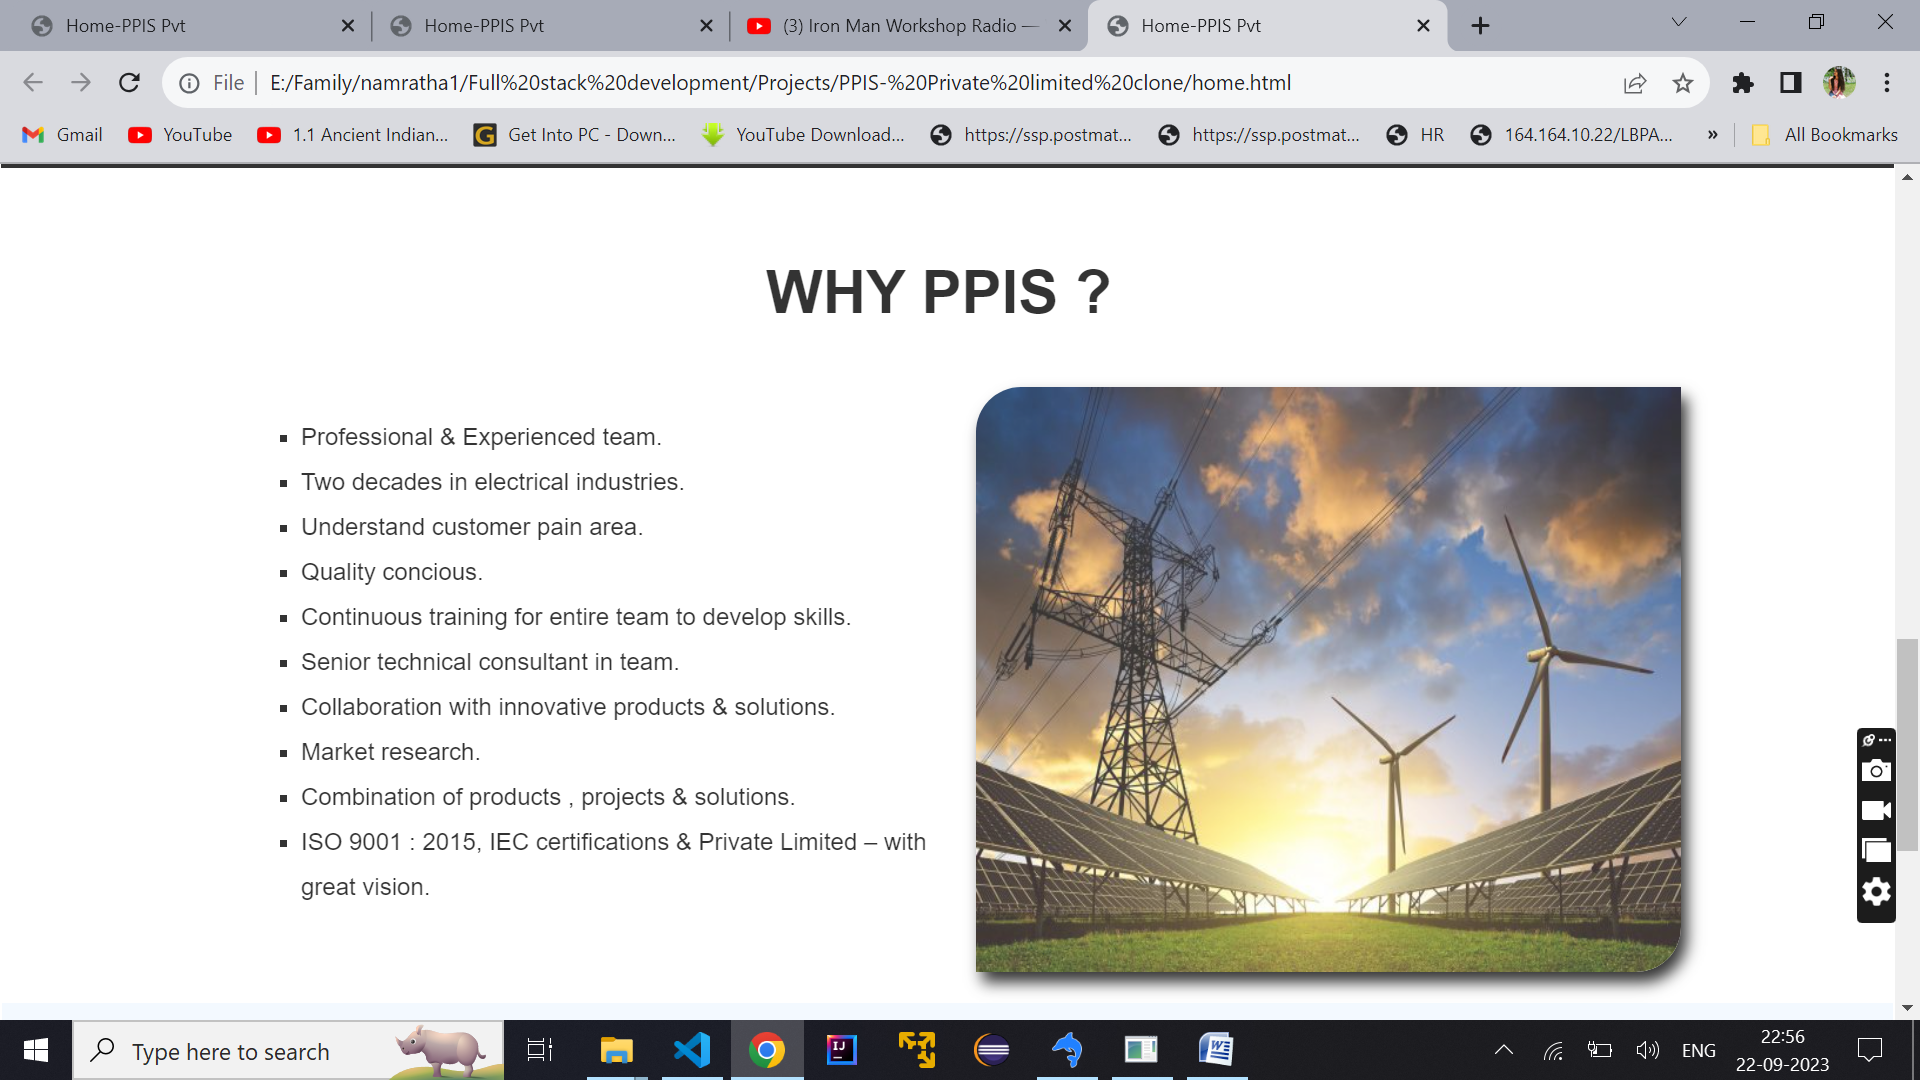 Home-PPIS Pvt
Home-PPIS Pvt
(3) Iron Man Workshop Radio —
Home-PPIS Pvt
File
E:/Family/namratha1/Full%20stack%20development/Projects/PPIS-%20Private%20limited%20clone/home.html
Gmail
YouTube
1.1 Ancient Indian...
Get Into PC - Down...
YouTube Download...
https://ssp.postmat...
https://ssp.postmat...
HR
164.164.10.22/LBPA...
»
All Bookmarks
WHY PPIS ?
Professional & Experienced team.
Two decades in electrical industries.
Understand customer pain area.
Quality concious.
Continuous training for entire team to develop skills.
Senior technical consultant in team.
Collaboration with innovative products & solutions.
Market research.
Combination of products , projects & solutions.
ISO 9001 : 2015, IEC certifications & Private Limited – with
great vision.
Type here to search
IJ
W
ENG
22:56
22-09-2023